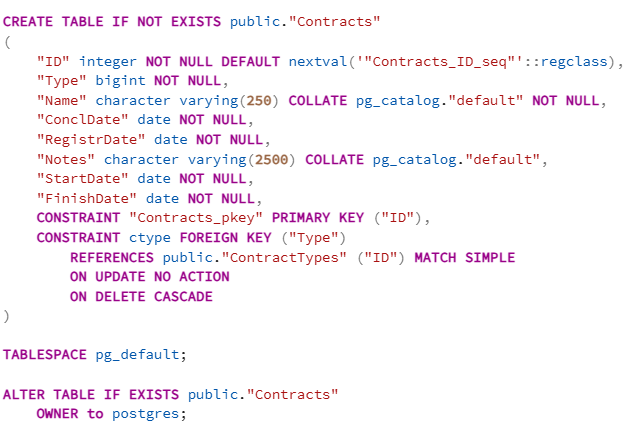 CREATE TABLE IF NOT EXISTS public."Contracts"
(
    "ID" integer NOT NULL DEFAULT nextval('"Contracts_ID_seq"'::regclass),
    "Type" bigint NOT NULL,
    "Name" character varying(250) COLLATE pg_catalog."default" NOT NULL,
    "ConclDate" date NOT NULL,
    "RegistrDate" date NOT NULL,
    "Notes" character varying(2500) COLLATE pg_catalog."default",
    "StartDate" date NOT NULL,
    "FinishDate" date NOT NULL,
    CONSTRAINT "Contracts_pkey" PRIMARY KEY ("ID"),
    CONSTRAINT ctype FOREIGN KEY ("Type")
        REFERENCES public."ContractTypes" ("ID") MATCH SIMPLE
        ON UPDATE NO ACTION
        ON DELETE CASCADE
)
TABLESPACE pg_default;
ALTER TABLE IF EXISTS public."Contracts"
    OWNER to postgres;